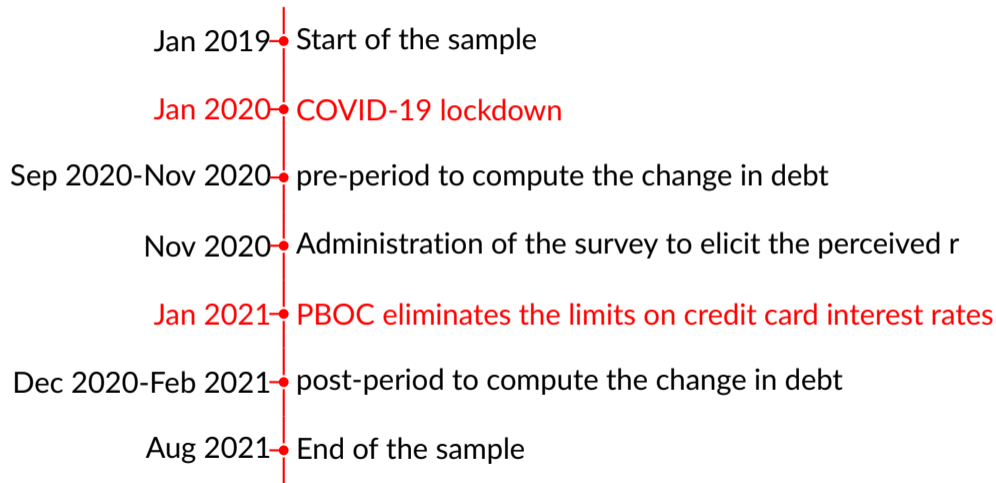 Jan 2019 Start of the sample
Jan 2020 COVID-19 lockdown
Sep 2020-Nov 2020 pre-period to compute the change in debt
Nov 2020 Administration of the survey to elicit the perceived r
Jan 2021 PBOC eliminates the limits on credit card interest rates
Dec 2020-Feb 2021 post-period to compute the change in debt
Aug 2021 End of the sample